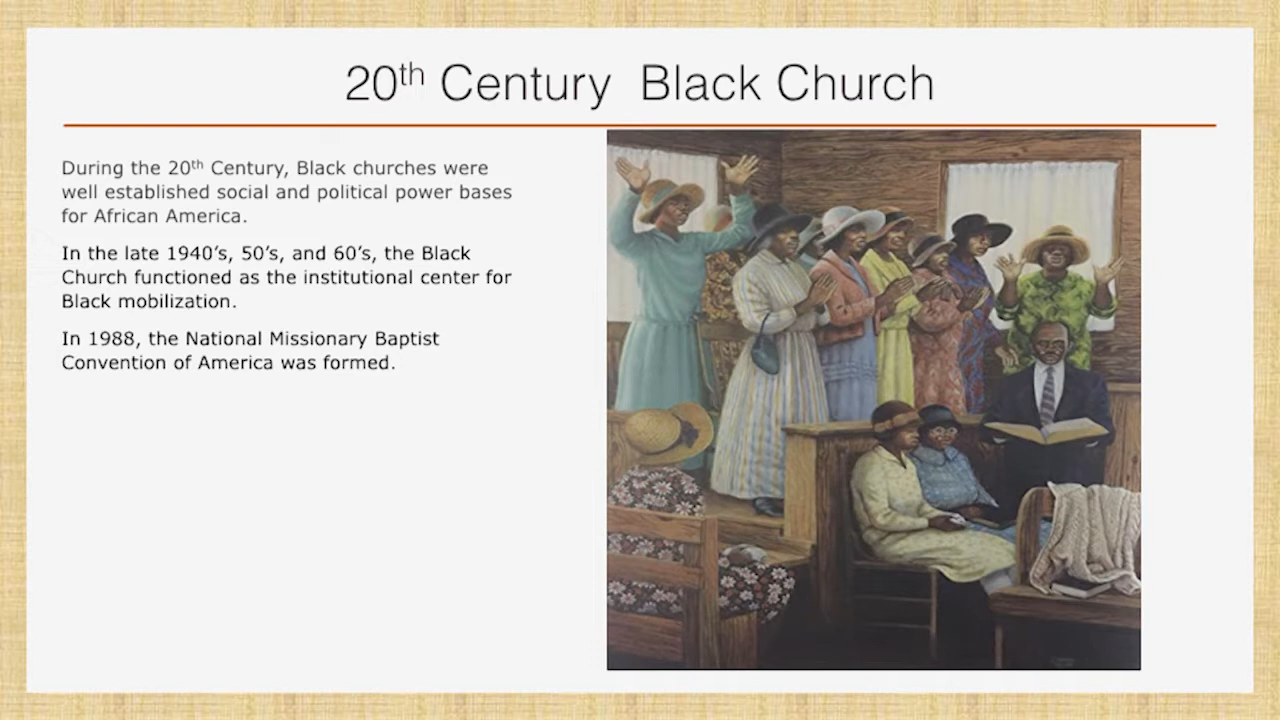 20th Century Black Church
During the 20th Century, Black churches were
well established social and political power bases
for African America.
In the late 1940’s, 50’s, and 60’s, the Black
Church functioned as the institutional center for
Black mobilization.
In 1988, the National Missionary Baptist
Convention of America was formed.